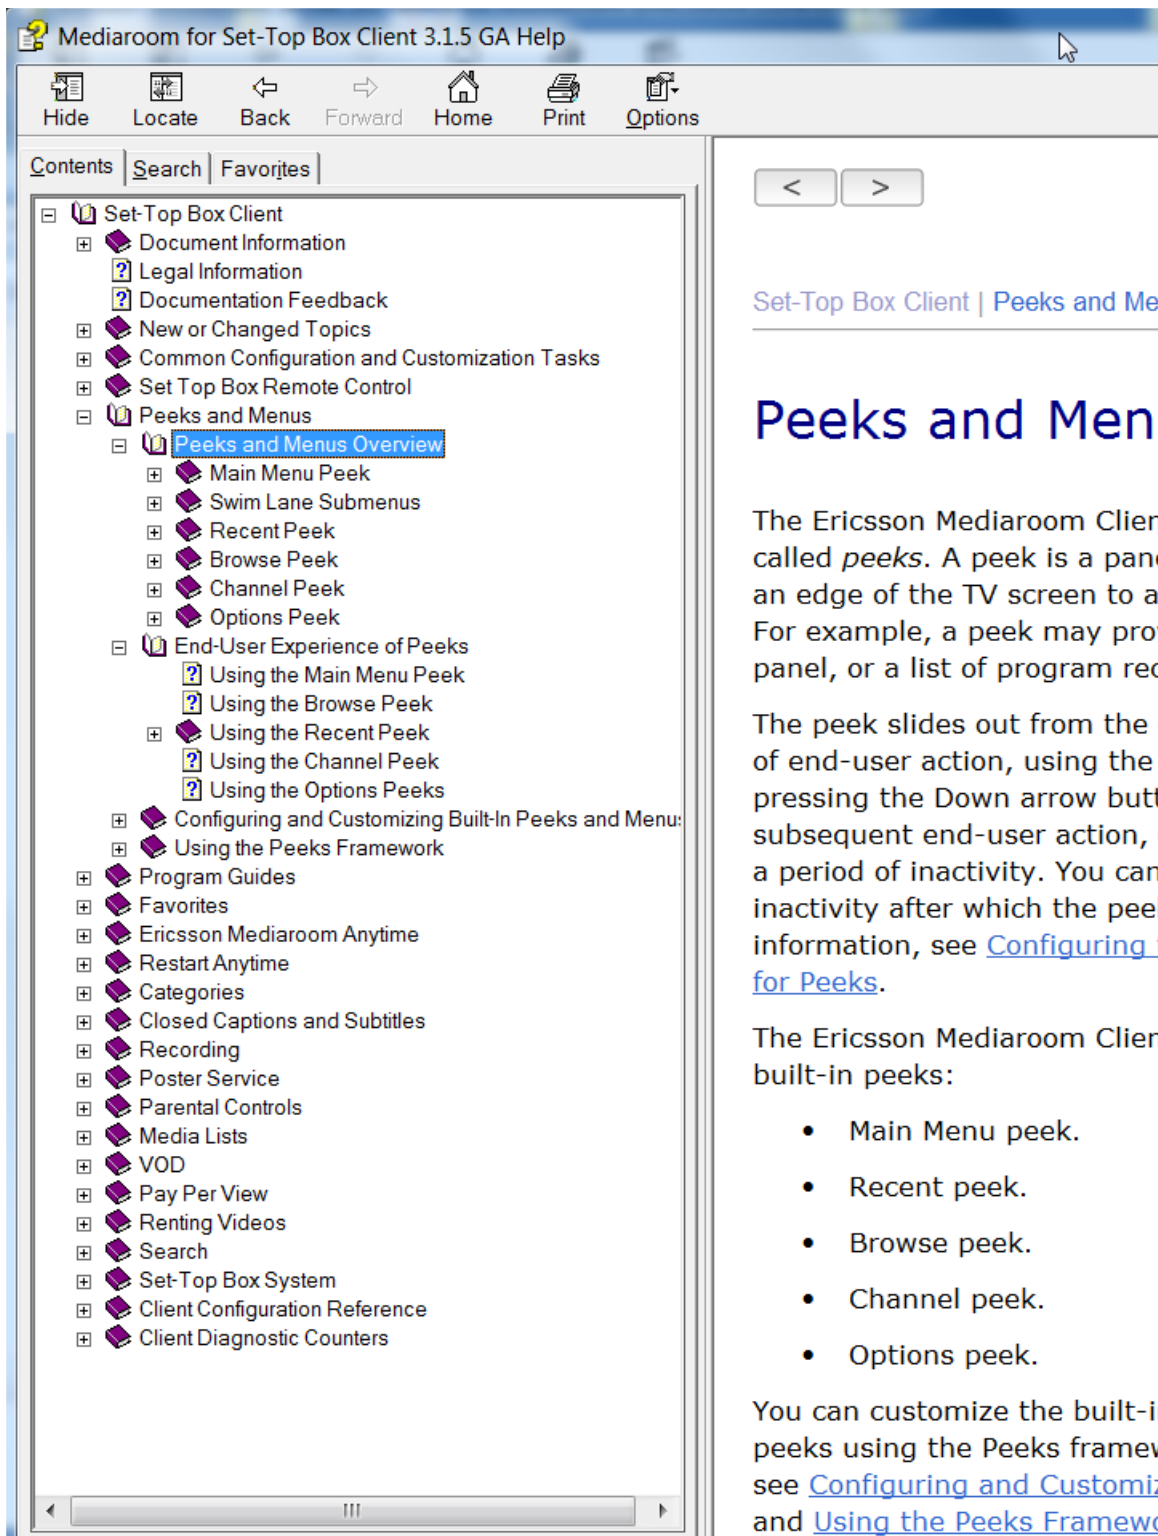 Mediaroom for Set-Top Box Client 3.1.5 GA Help
Hide Locate Back Forward Home Print Options
Contents Search Favorites
Set-Top Box Client
Document Information
Legal Information
Documentation Feedback
New or Changed Topics
Common Configuration and Customization Tasks
Set Top Box Remote Control
Peeks and Menus
Peeks and Menus Overview
Main Menu Peek
Swim Lane Submenus
Recent Peek
Browse Peek
Channel Peek
Options Peek
End-User Experience of Peeks
Using the Main Menu Peek
Using the Browse Peek
Using the Recent Peek
Using the Channel Peek
Using the Options Peeks
Configuring and Customizing Built-In Peeks and Menu
Using the Peeks Framework
Program Guides
Favorites
Ericsson Mediaroom Anytime
Restart Anytime
Categories
Closed Captions and Subtitles
Recording
Poster Service
Parental Controls
Media Lists
VOD
Pay Per View
Renting Videos
Search
Set-Top Box System
Client Configuration Reference
Client Diagnostic Counters
< >
Set-Top Box Client | Peeks and Me
Peeks and Men
The Ericsson Mediaroom Clien
called peeks. A peek is a pan
an edge of the TV screen to a
For example, a peek may pro
panel, or a list of program rec
The peek slides out from the
of end-user action, using the
pressing the Down arrow butt
subsequent end-user action,
a period of inactivity. You can
inactivity after which the pee
information, see Configuring
for Peeks.
The Ericsson Mediaroom Clien
built-in peeks:
• Main Menu peek.
• Recent peek.
• Browse peek.
• Channel peek.
• Options peek.
You can customize the built-i
peeks using the Peeks framew
see Configuring and Customiz
and Using the Peeks Framewo